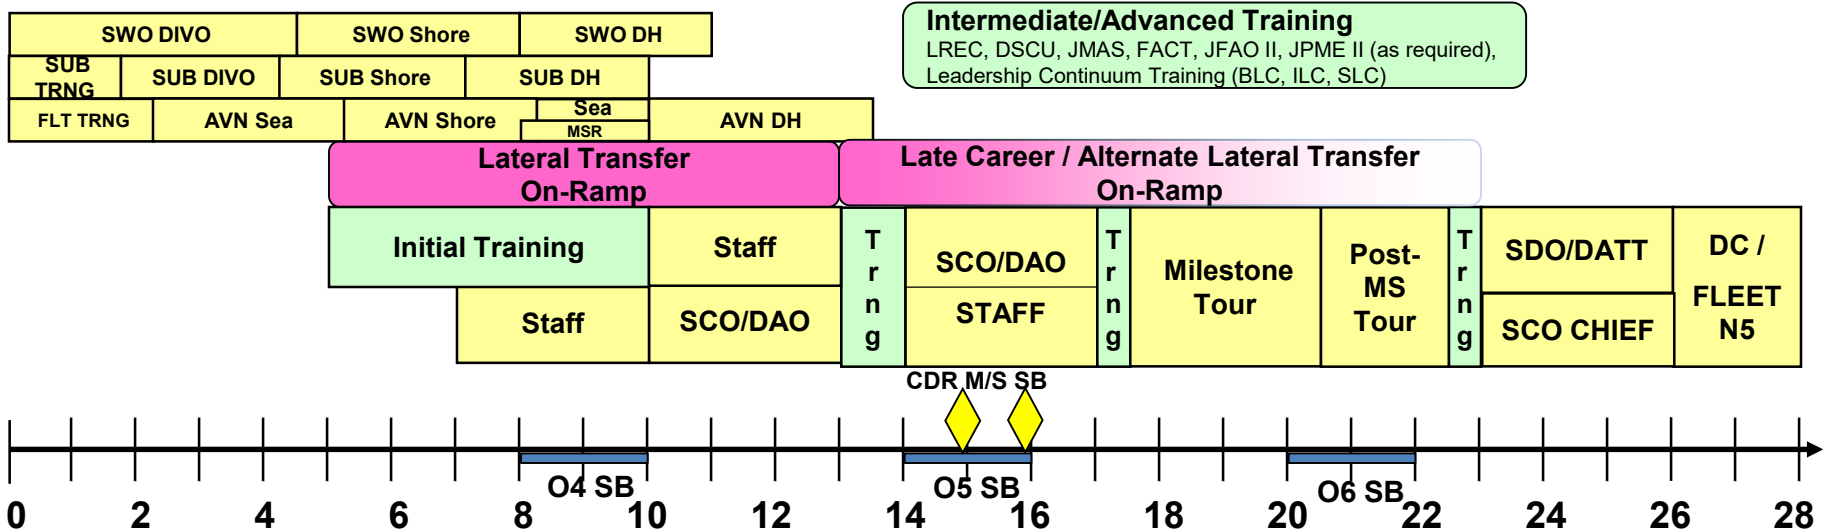 SWO DIVO
SWO Shore
SWO DH
SUB
TRNG
SUB DIVO
SUB Shore
SUB DH
FLT TRNG
AVN Sea
AVN Shore
Sea
MSR
AVN DH
Intermediate/Advanced Training
LREC, DSCU, JMAS, FACT, JFAO II, JPME II (as required),
Leadership Continuum Training (BLC, ILC, SLC)
Lateral Transfer
On-Ramp
Late Career / Alternate Lateral Transfer
On-Ramp
Initial Training
Staff
Staff
SCO/DAO
T
r
n
g
SCO/DAO
STAFF
T
r
n
g
Milestone
Tour
Post-
MS
Tour
T
r
n
g
SDO/DATT
SCO CHIEF
DC /
FLEET
N5
CDR M/S SB
O4 SB
O5 SB
O6 SB
0 2 4 6 8 10 12 14 16 18 20 22 24 26 28